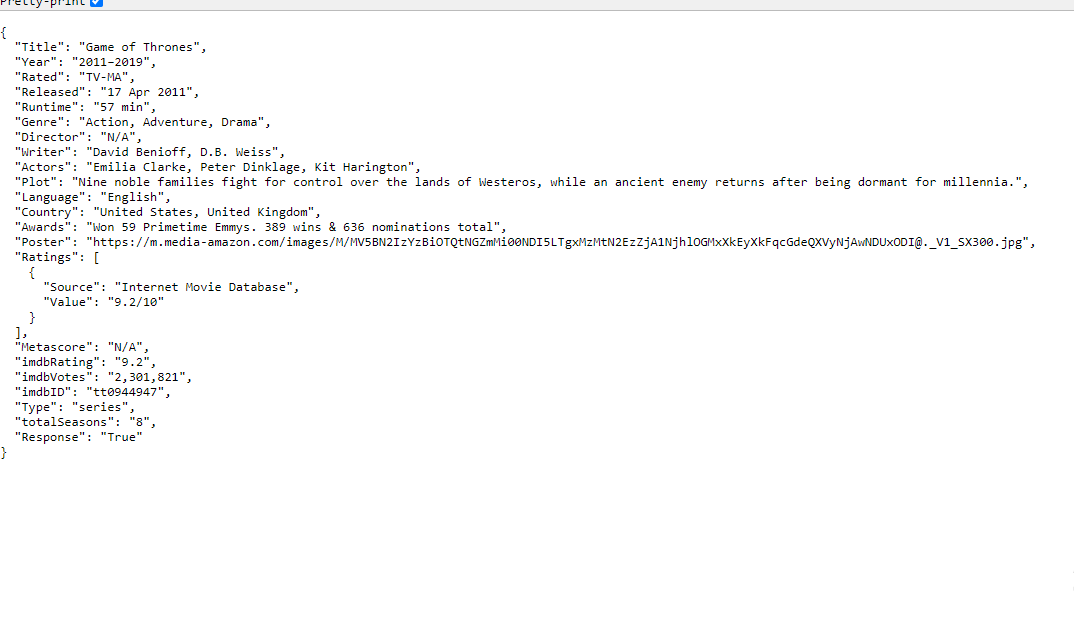 Pretty-print
{
"Title": "Game of Thrones",
"Year": "2011–2019",
"Rated": "TV-MA",
"Released": "17 Apr 2011",
"Runtime": "57 min",
"Genre": "Action, Adventure, Drama",
"Director": "N/A",
"Writer": "David Benioff, D.B. Weiss",
"Actors": "Emilia Clarke, Peter Dinklage, Kit Harington",
"Plot": "Nine noble families fight for control over the lands of Westeros, while an ancient enemy returns after being dormant for millennia.",
"Language": "English",
"Country": "United States, United Kingdom",
"Awards": "Won 59 Primetime Emmys. 389 wins & 636 nominations total",
"Poster": "https://m.media-amazon.com/images/M/MV5BN2IzYzBiOTQtNGZmMi00NDI5LTgxMzMtN2EzZjA1NjhlOGMxXkEyXkFqcGdeQXVyNjAwNDUxODI@._V1_SX300.jpg",
"Ratings": [
{
"Source": "Internet Movie Database",
"Value": "9.2/10"
}
],
"Metascore": "N/A",
"imdbRating": "9.2",
"imdbVotes": "2,301,821",
"imdbID": "tt0944947",
"Type": "series",
"totalSeasons": "8",
"Response": "True"
}